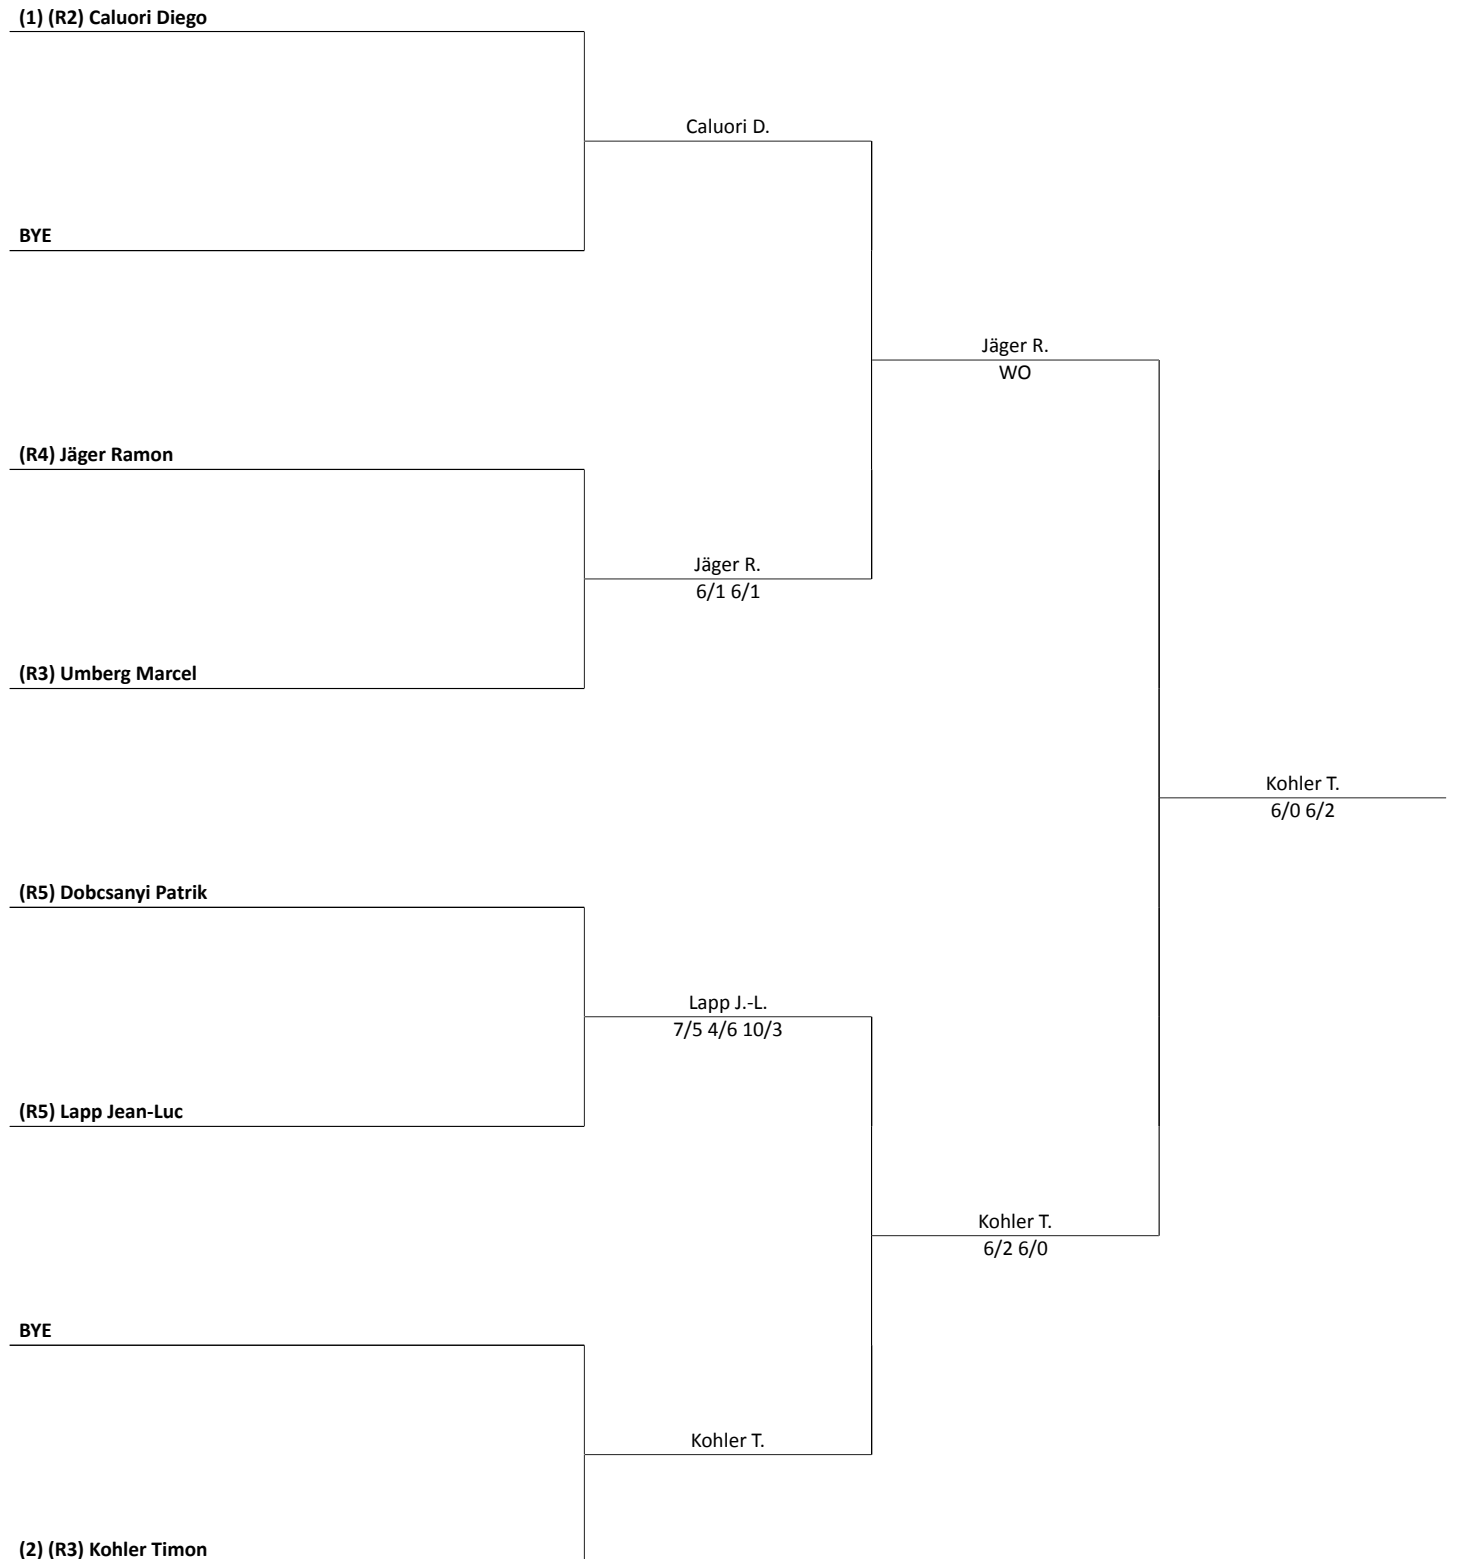 (1) (R2) Caluori Diego
Caluori D.
BYE
Jäger R.
WO
(R4) Jäger Ramon
Jäger R.
6/1 6/1
(R3) Umberg Marcel
Kohler T.
6/0 6/2
(R5) Dobcsanyi Patrik
Lapp J.-L.
7/5 4/6 10/3
(R5) Lapp Jean-Luc
Kohler T.
6/2 6/0
BYE
Kohler T.
(2) (R3) Kohler Timon